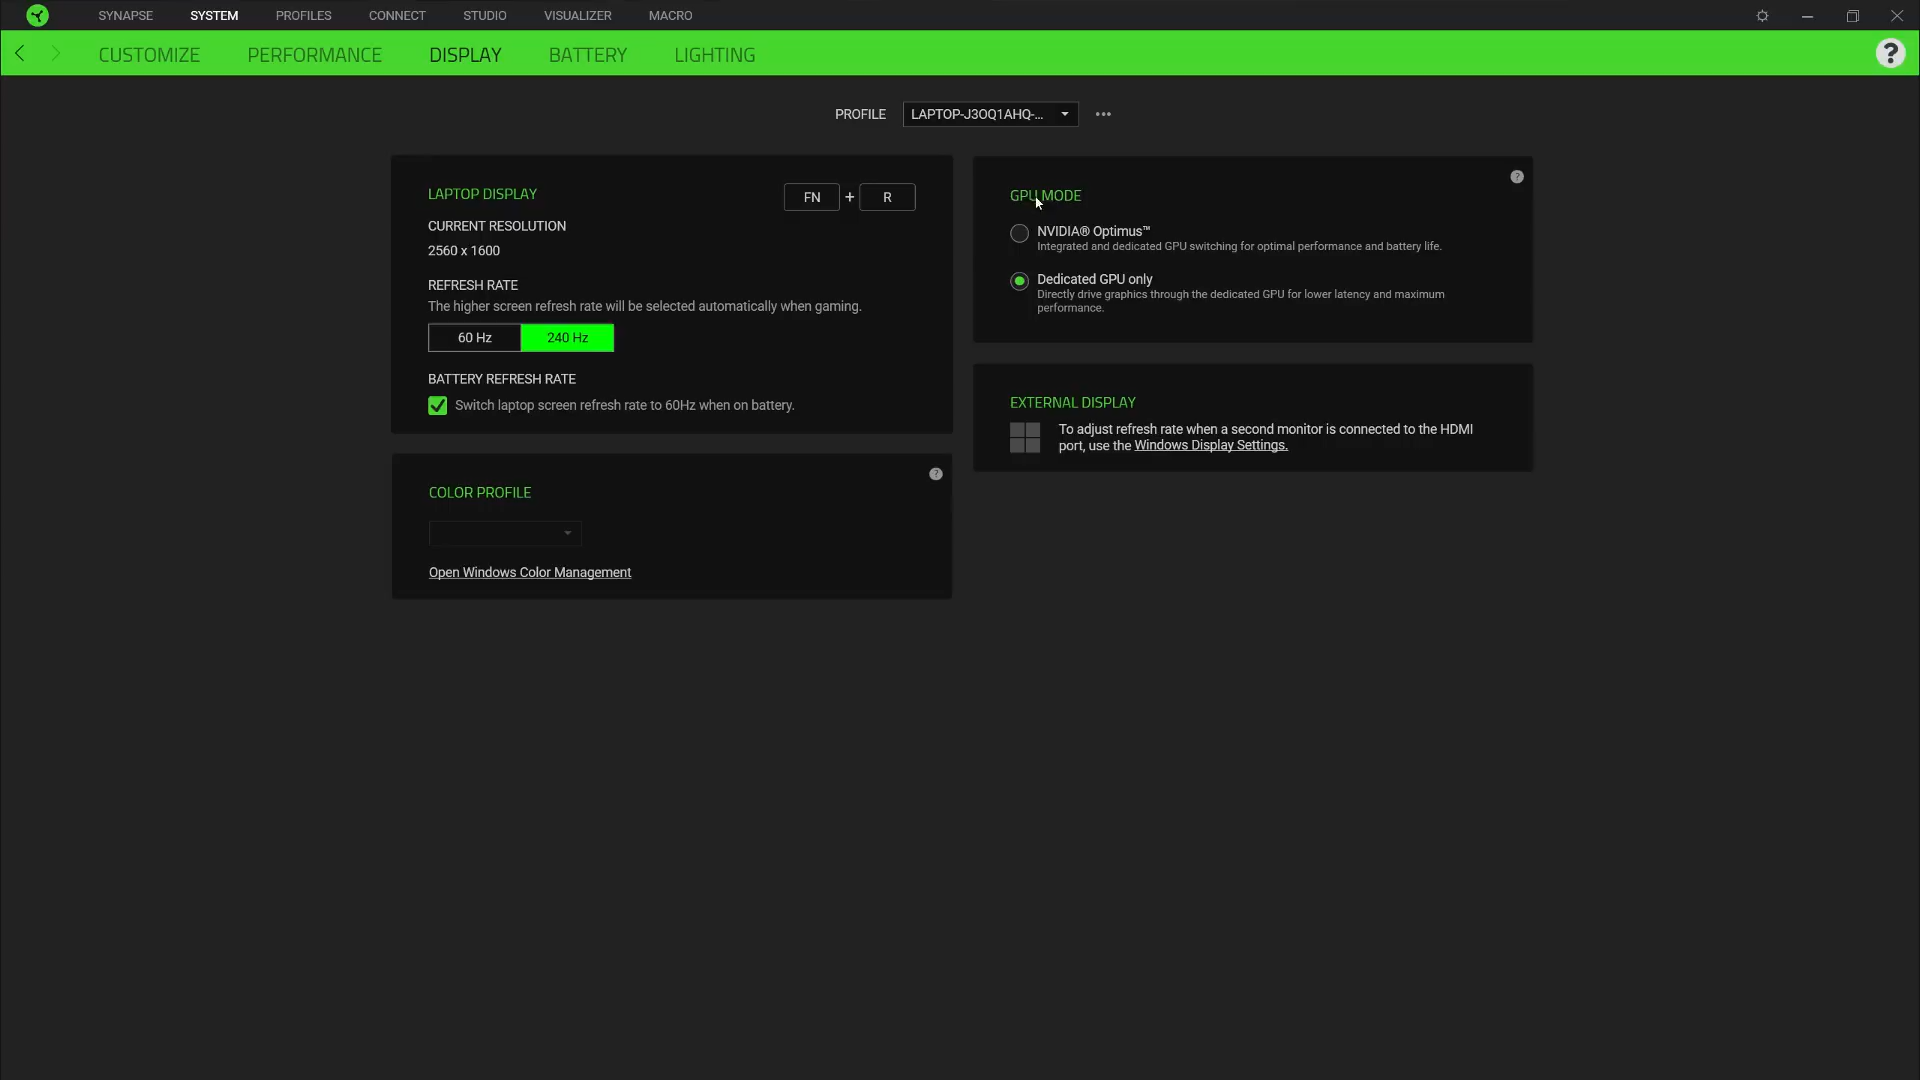 SYNAPSE SYSTEM PROFILES CONNECT STUDIO VISUALIZER MACRO
CUSTOMIZE PERFORMANCE DISPLAY BATTERY LIGHTING ?
PROFILE LAPTOP-J3OQ1AHQ-... •••
LAPTOP DISPLAY FN + R
CURRENT RESOLUTION
2560 x 1600
REFRESH RATE
The higher screen refresh rate will be selected automatically when gaming.
60 Hz 240 Hz
BATTERY REFRESH RATE
Switch laptop screen refresh rate to 60Hz when on battery.
?
COLOR PROFILE
Open Windows Color Management
?
GPU MODE
NVIDIA® Optimus™
Integrated and dedicated GPU switching for optimal performance and battery life.
Dedicated GPU only
Directly drive graphics through the dedicated GPU for lower latency and maximum
performance.
EXTERNAL DISPLAY
To adjust refresh rate when a second monitor is connected to the HDMI
port, use the Windows Display Settings.